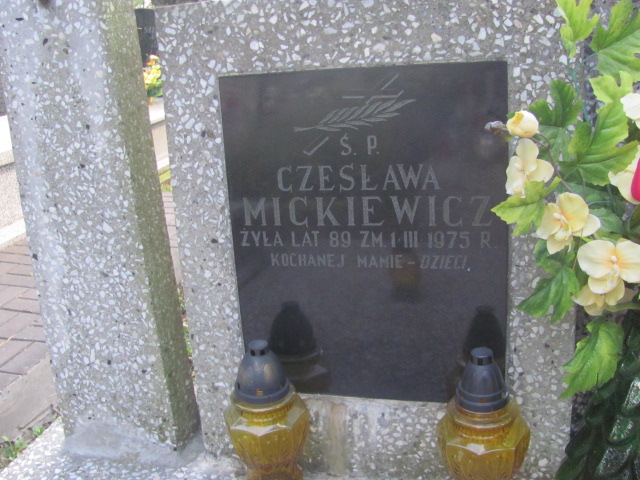 Ś. P.
CZESŁAWA
MICKIEWICZ
ŻYŁA LAT 89 ZM. 1 III 1975 R.
KOCHANEJ MAMIE - DZIECI